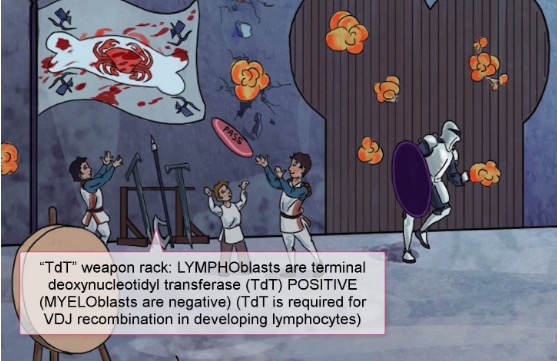 PASS
“TdT” weapon rack: LYMPHOblasts are terminal
deoxynucleotidyl transferase (TdT) POSITIVE
(MYELOblasts are negative) (TdT is required for
VDJ recombination in developing lymphocytes)